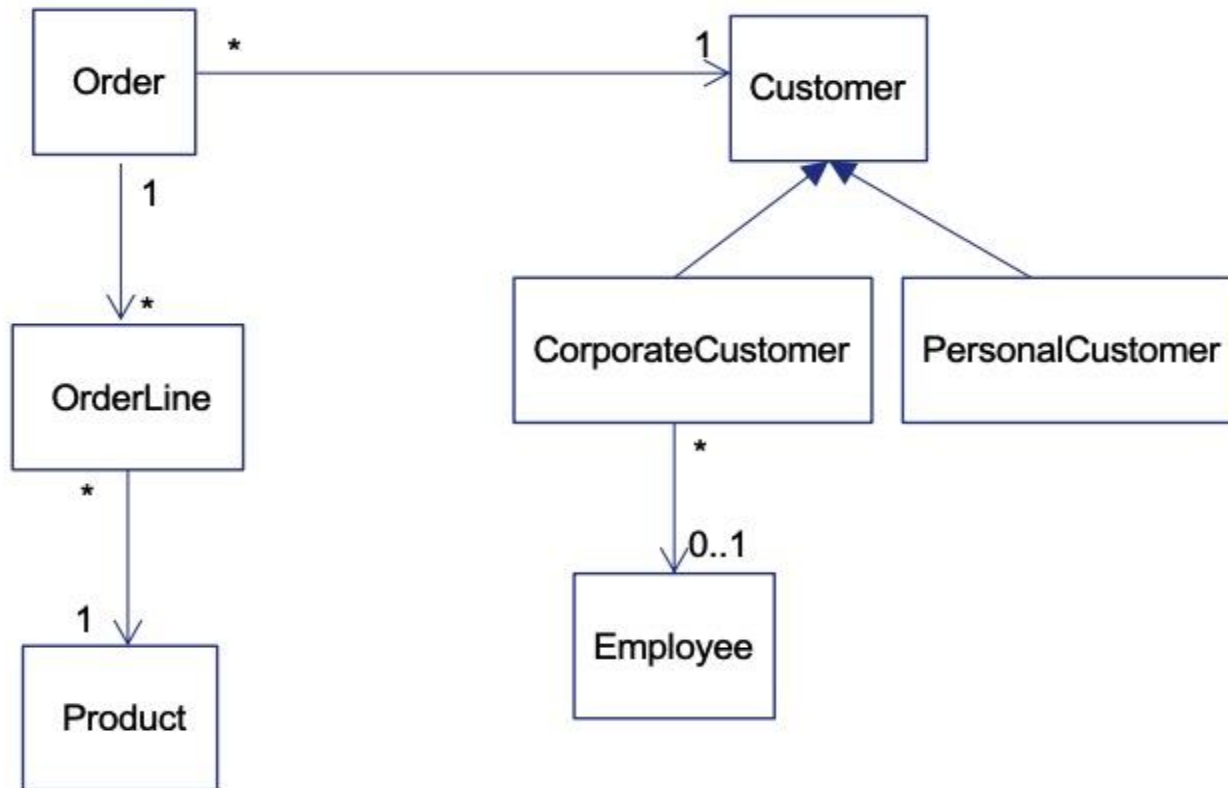 Order
*
1
Customer
1
*
OrderLine
CorporateCustomer
PersonalCustomer
*
*
0..1
1
Employee
Product